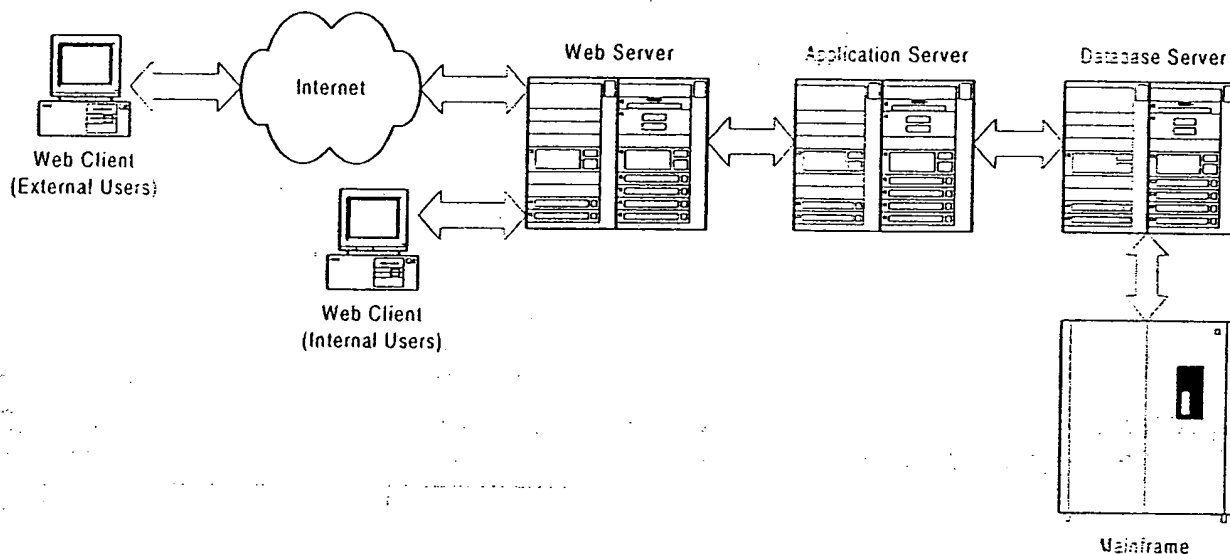 Web Server
Application Server
Database Server
Internet
Web Client
(External Users)
Web Client
(Internal Users)
Mainframe